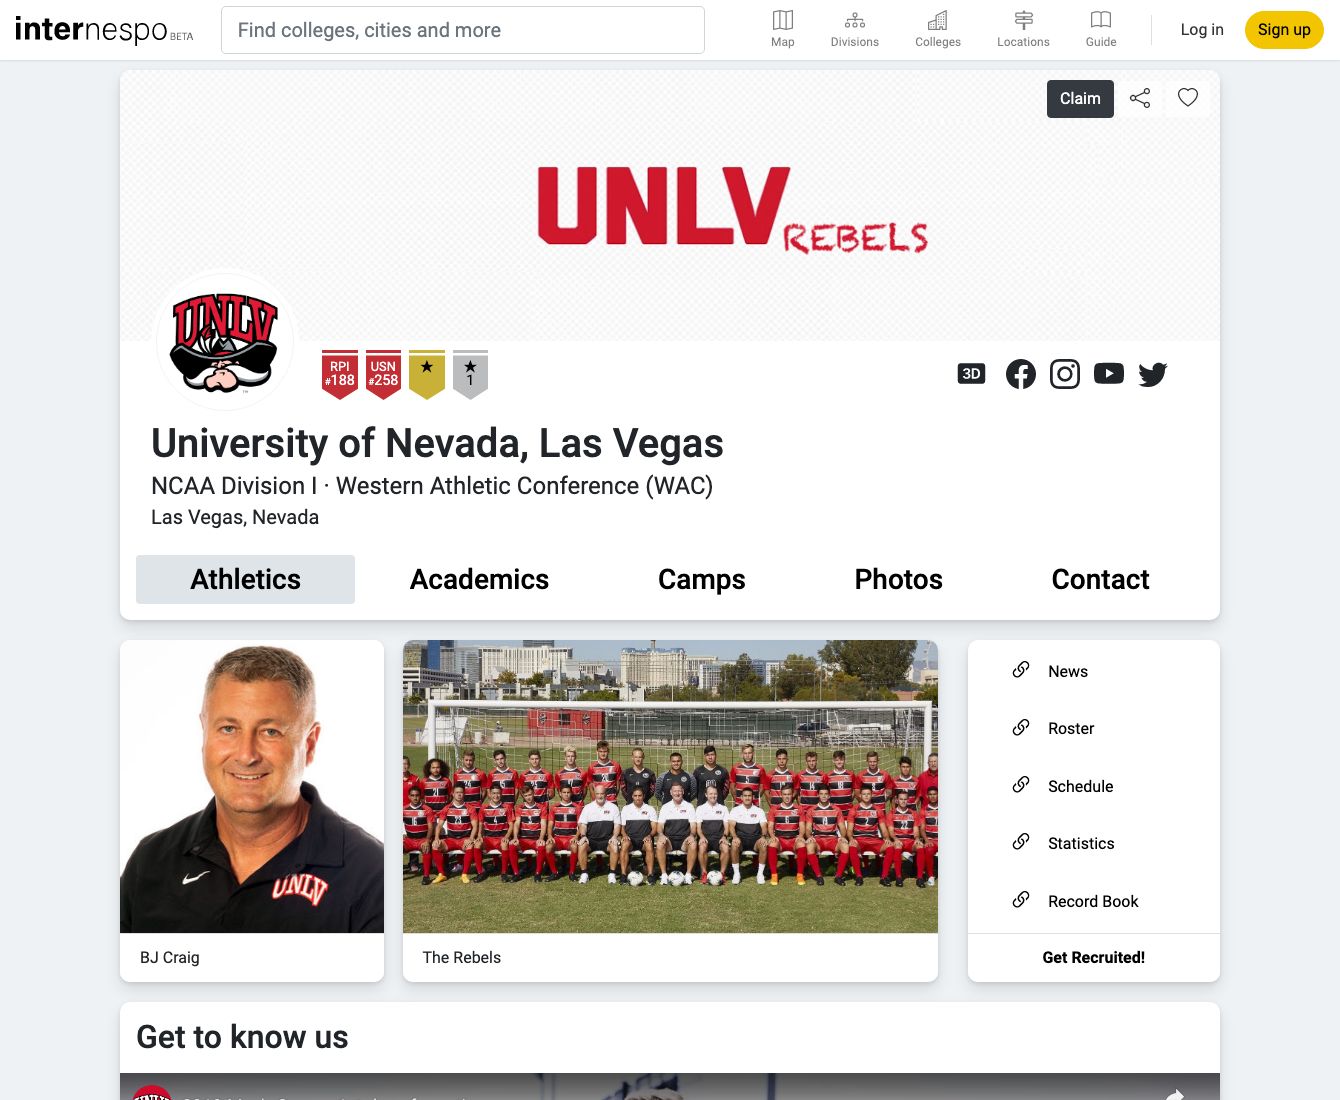 internespo BETA
Find colleges, cities and more
Map
Divisions
Colleges
Locations
Guide
Log in
Sign up
Claim
UNLV REBELS
UNLV
RPI
#188
USN
#258
1
3D
University of Nevada, Las Vegas
NCAA Division I · Western Athletic Conference (WAC)
Las Vegas, Nevada
Athletics
Academics
Camps
Photos
Contact
UNLV
News
Roster
Schedule
Statistics
Record Book
BJ Craig
The Rebels
Get Recruited!
Get to know us